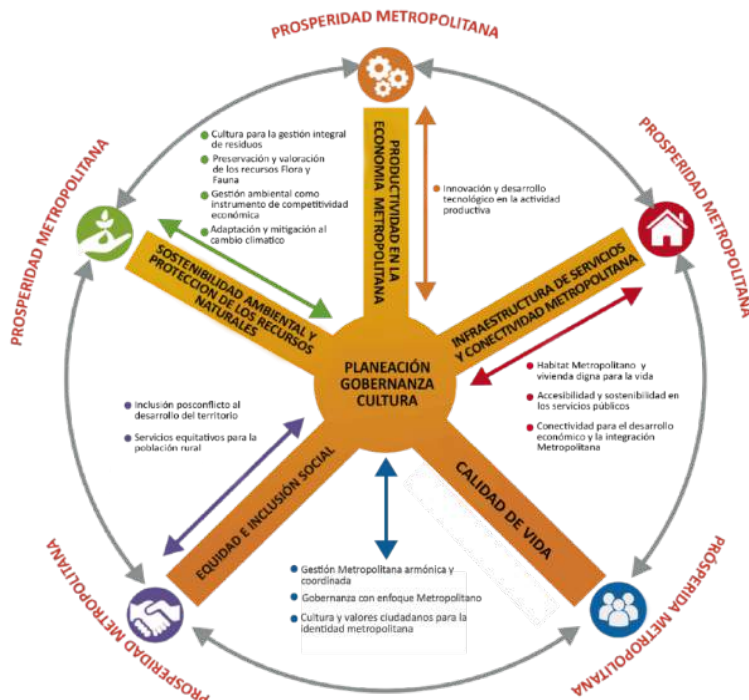 PROSPERIDAD METROPOLITANA
PROSPERIDAD METROPOLITANA
PROSPERIDAD METROPOLITANA
Cultura para la gestión integral
de residuos
Preservación y valoración
de los recursos Flora y
Fauna
Gestión ambiental como
instrumento de competitividad
económica
Adaptación y mitigación al
cambio climatico
PRODUCTIVIDAD EN LA
ECONOMIA METROPOLITANA
Innovación y desarrollo
tecnológico en la actividad
productiva
SOSTENIBILIDAD AMBIENTAL Y
PROTECCION DE LOS RECURSOS
NATURALES
INFRAESTRUCTURA DE SERVICIOS
Y CONECTIVIDAD METROPOLITANA
PLANEACIÓN
GOBERNANZA
CULTURA
Habitat Metropolitano y
vivienda digna para la vida
Accesibilidad y sostenibilidad en
los servicios públicos
Conectividad para el desarrollo
económico y la integración
Metropolitana
Inclusión posconflicto al
desarrollo del territorio
Servicios equitativos para la
población rural
EQUIDAD E INCLUSIÓN SOCIAL
CALIDAD DE VIDA
Gestión Metropolitana armónica y
coordinada
Gobernanza con enfoque Metropolitano
Cultura y valores ciudadanos para la
identidad metropolitana
PROSPERIDAD METROPOLITANA
PRÓSPERIDA METROPOLITANA